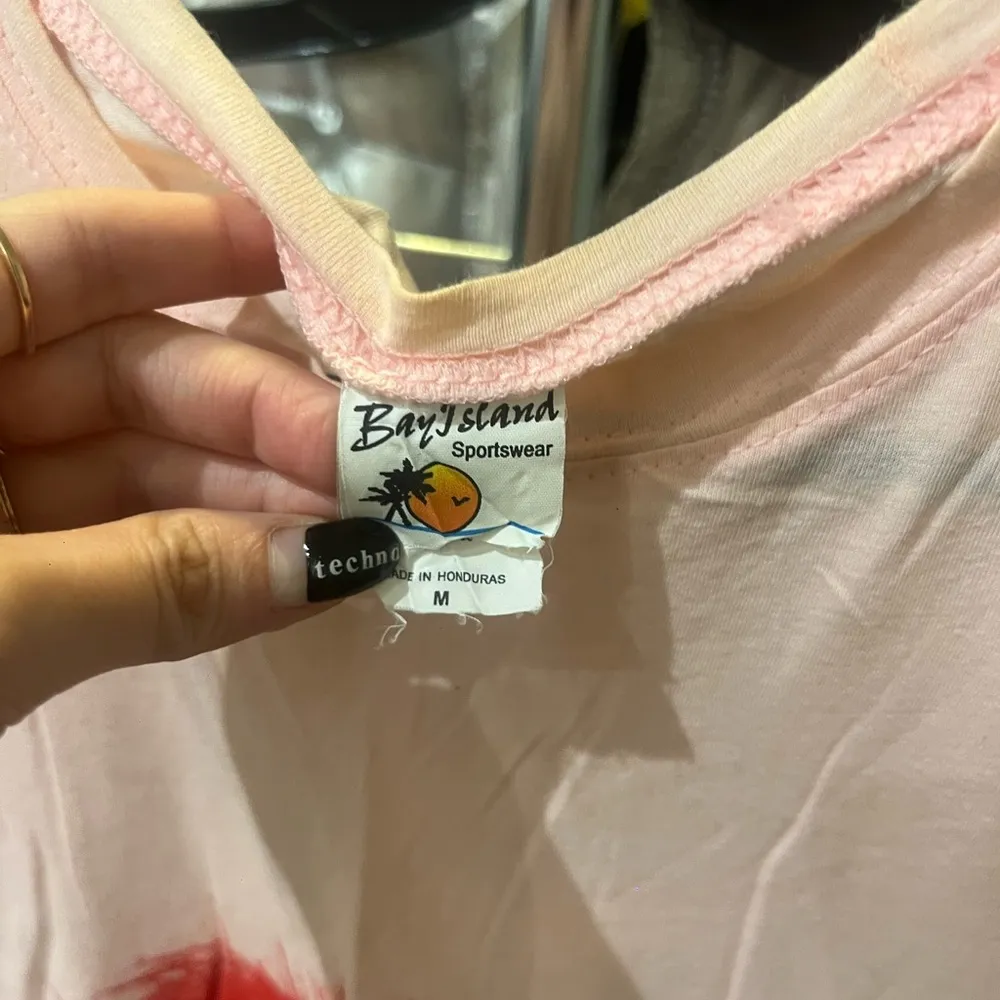 Bay Island
Sportswear
techno
ADE IN HONDURAS
M